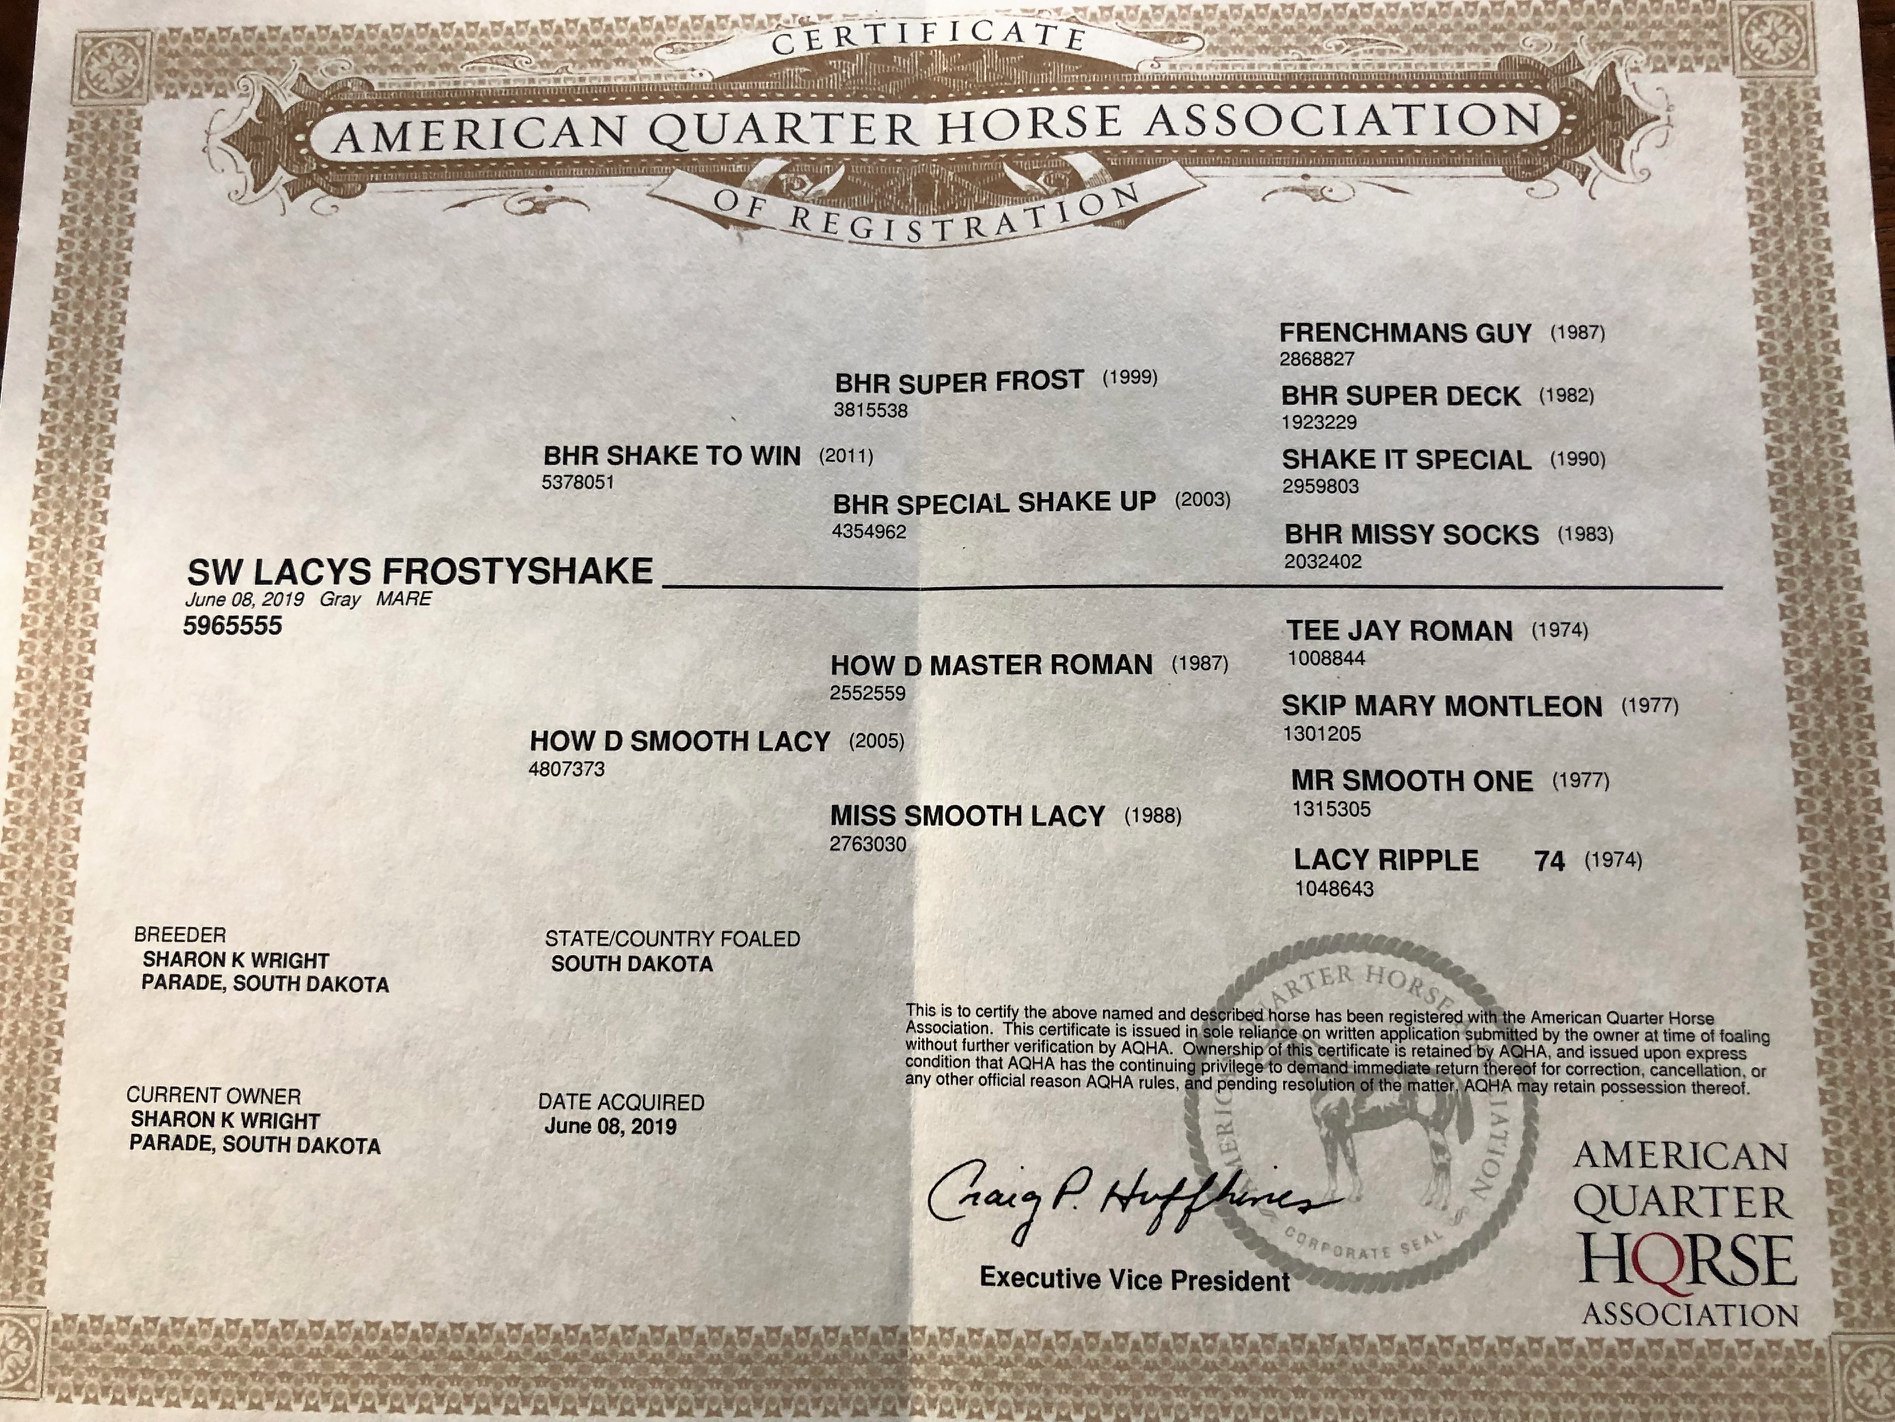 CERTIFICATE
AMERICAN QUARTER HORSE ASSOCIATION
OF REGISTRATION
FRENCHMANS GUY (1987)
2868827
BHR SUPER FROST (1999)
3815538
BHR SUPER DECK (1982)
1923229
BHR SHAKE TO WIN (2011)
5378051
SHAKE IT SPECIAL (1990)
2959803
BHR SPECIAL SHAKE UP (2003)
4354962
BHR MISSY SOCKS (1983)
2032402
SW LACYS FROSTYSHAKE
June 08, 2019 Gray MARE
5965555
TEE JAY ROMAN (1974)
1008844
HOW D MASTER ROMAN (1987)
2552559
SKIP MARY MONTLEON (1977)
1301205
HOW D SMOOTH LACY (2005)
4807373
MR SMOOTH ONE (1977)
1315305
MISS SMOOTH LACY (1988)
2763030
LACY RIPPLE 74 (1974)
1048643
BREEDER
SHARON K WRIGHT
PARADE, SOUTH DAKOTA
STATE/COUNTRY FOALED
SOUTH DAKOTA
This is to certify the above named and described horse has been registered with the American Quarter Horse
Association. This certificate is issued in sole reliance on written application submitted by the owner at time of foaling
without further verification by AQHA. Ownership of this certificate is retained by AQHA, and issued upon express
condition that AQHA has the continuing privilege to demand immediate return thereof for correction, cancellation, or
any other official reason AQHA rules, and pending resolution of the matter, AQHA may retain possession thereof.
CURRENT OWNER
SHARON K WRIGHT
PARADE, SOUTH DAKOTA
DATE ACQUIRED
June 08, 2019
Craig P. Huffhines
Executive Vice President
AMERICAN QUARTER HORSE ASSOCIATION
CORPORATE SEAL
AMERICAN
QUARTER
HORSE
ASSOCIATION